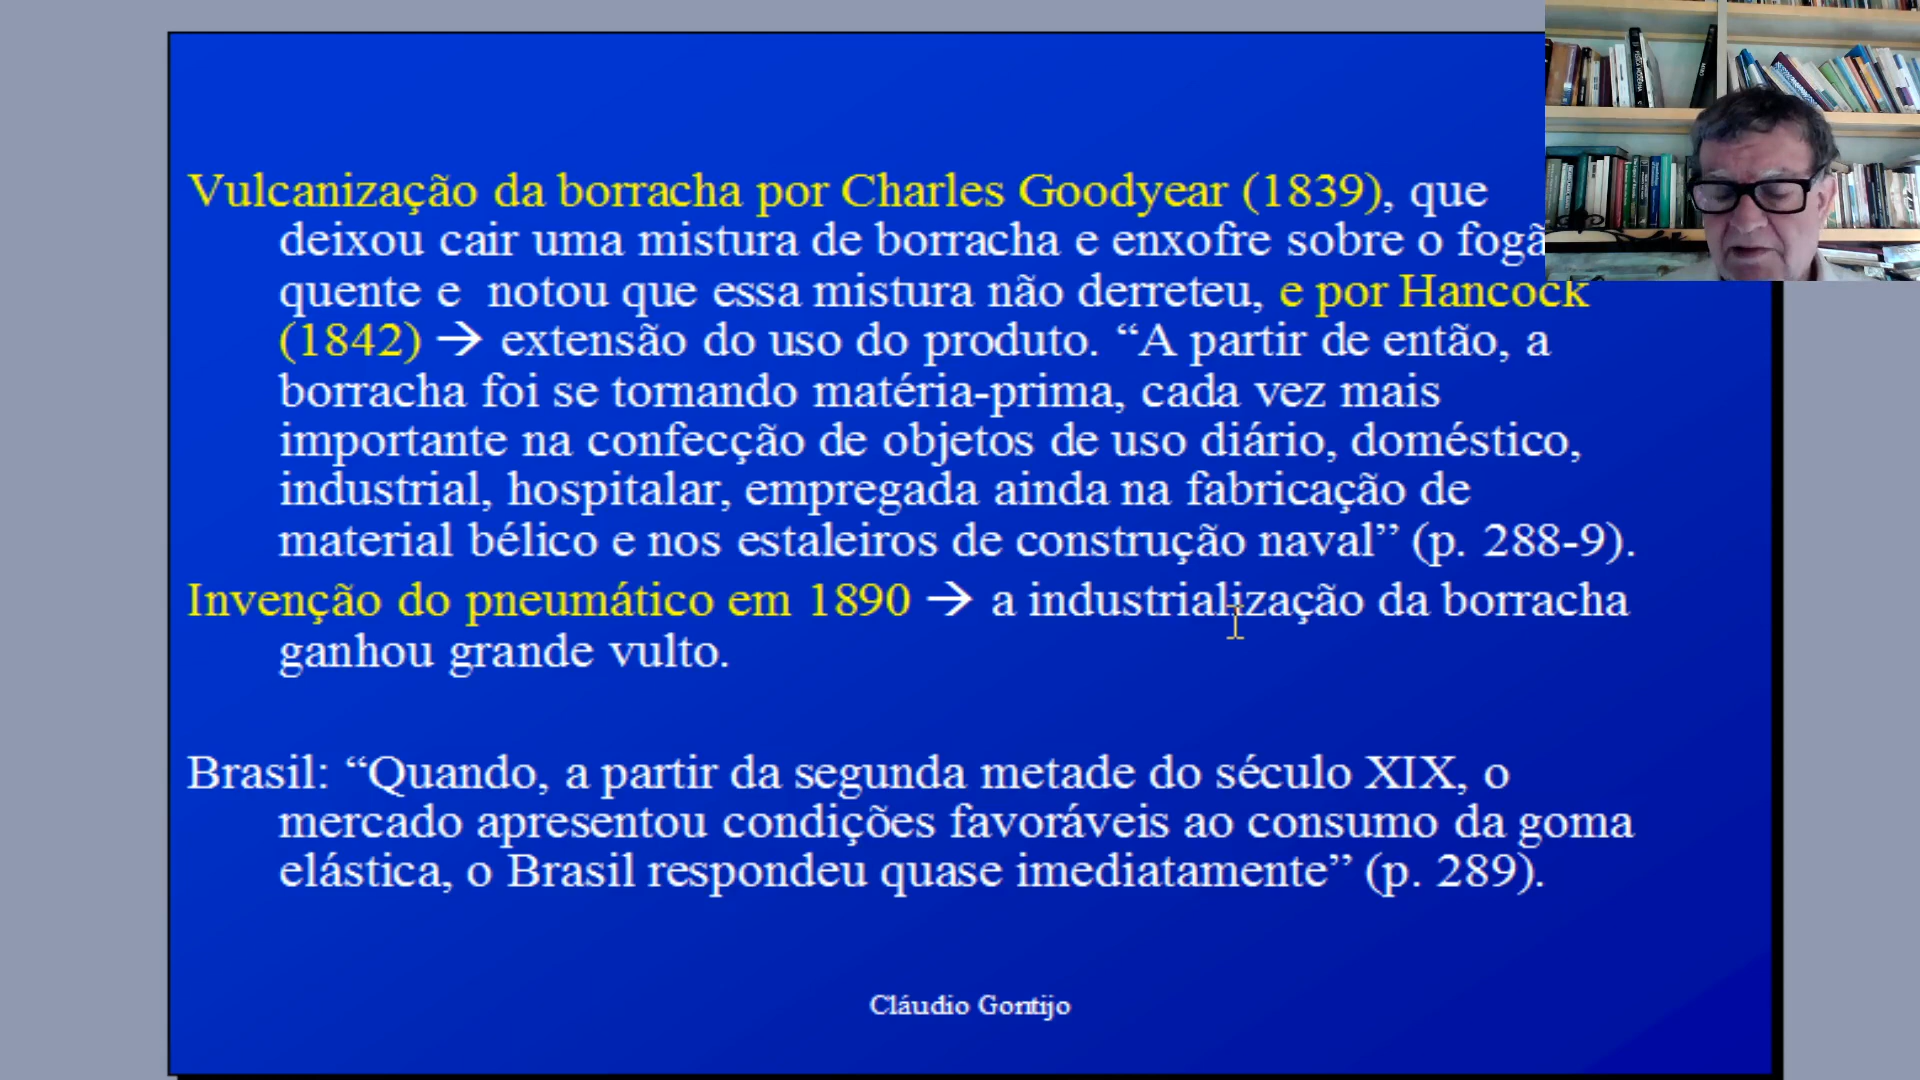 Vulcanização da borracha por Charles Goodyear (1839), que
deixou cair uma mistura de borracha e enxofre sobre o fogã
quente e  notou que essa mistura não derreteu, e por Hancock
(1842) → extensão do uso do produto. “A partir de então, a
borracha foi se tornando matéria-prima, cada vez mais
importante na confecção de objetos de uso diário, doméstico,
industrial, hospitalar, empregada ainda na fabricação de
material bélico e nos estaleiros de construção naval” (p. 288-9).
Invenção do pneumático em 1890 → a industrialização da borracha
ganhou grande vulto.
Brasil: “Quando, a partir da segunda metade do século XIX, o
mercado apresentou condições favoráveis ao consumo da goma
elástica, o Brasil respondeu quase imediatamente” (p. 289).
Cláudio Gontijo